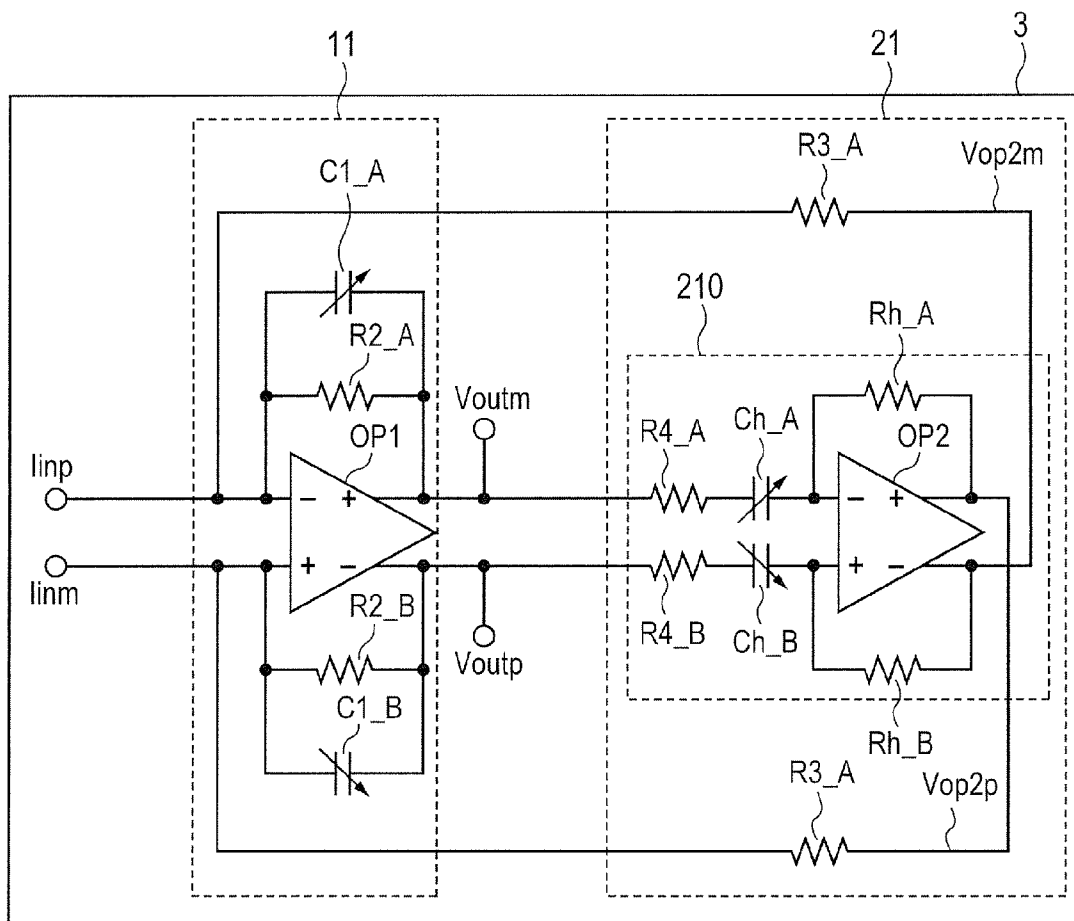 3
11
21
C1_A
R3_A
Vop2m
210
R2_A
Rh_A
Voutm
OP1
R4_A
Ch_A
OP2
Iinp
- +
- +
Iinm
+ -
+ -
R2_B
R4_B
Ch_B
Voutp
C1_B
Rh_B
R3_A
Vop2p